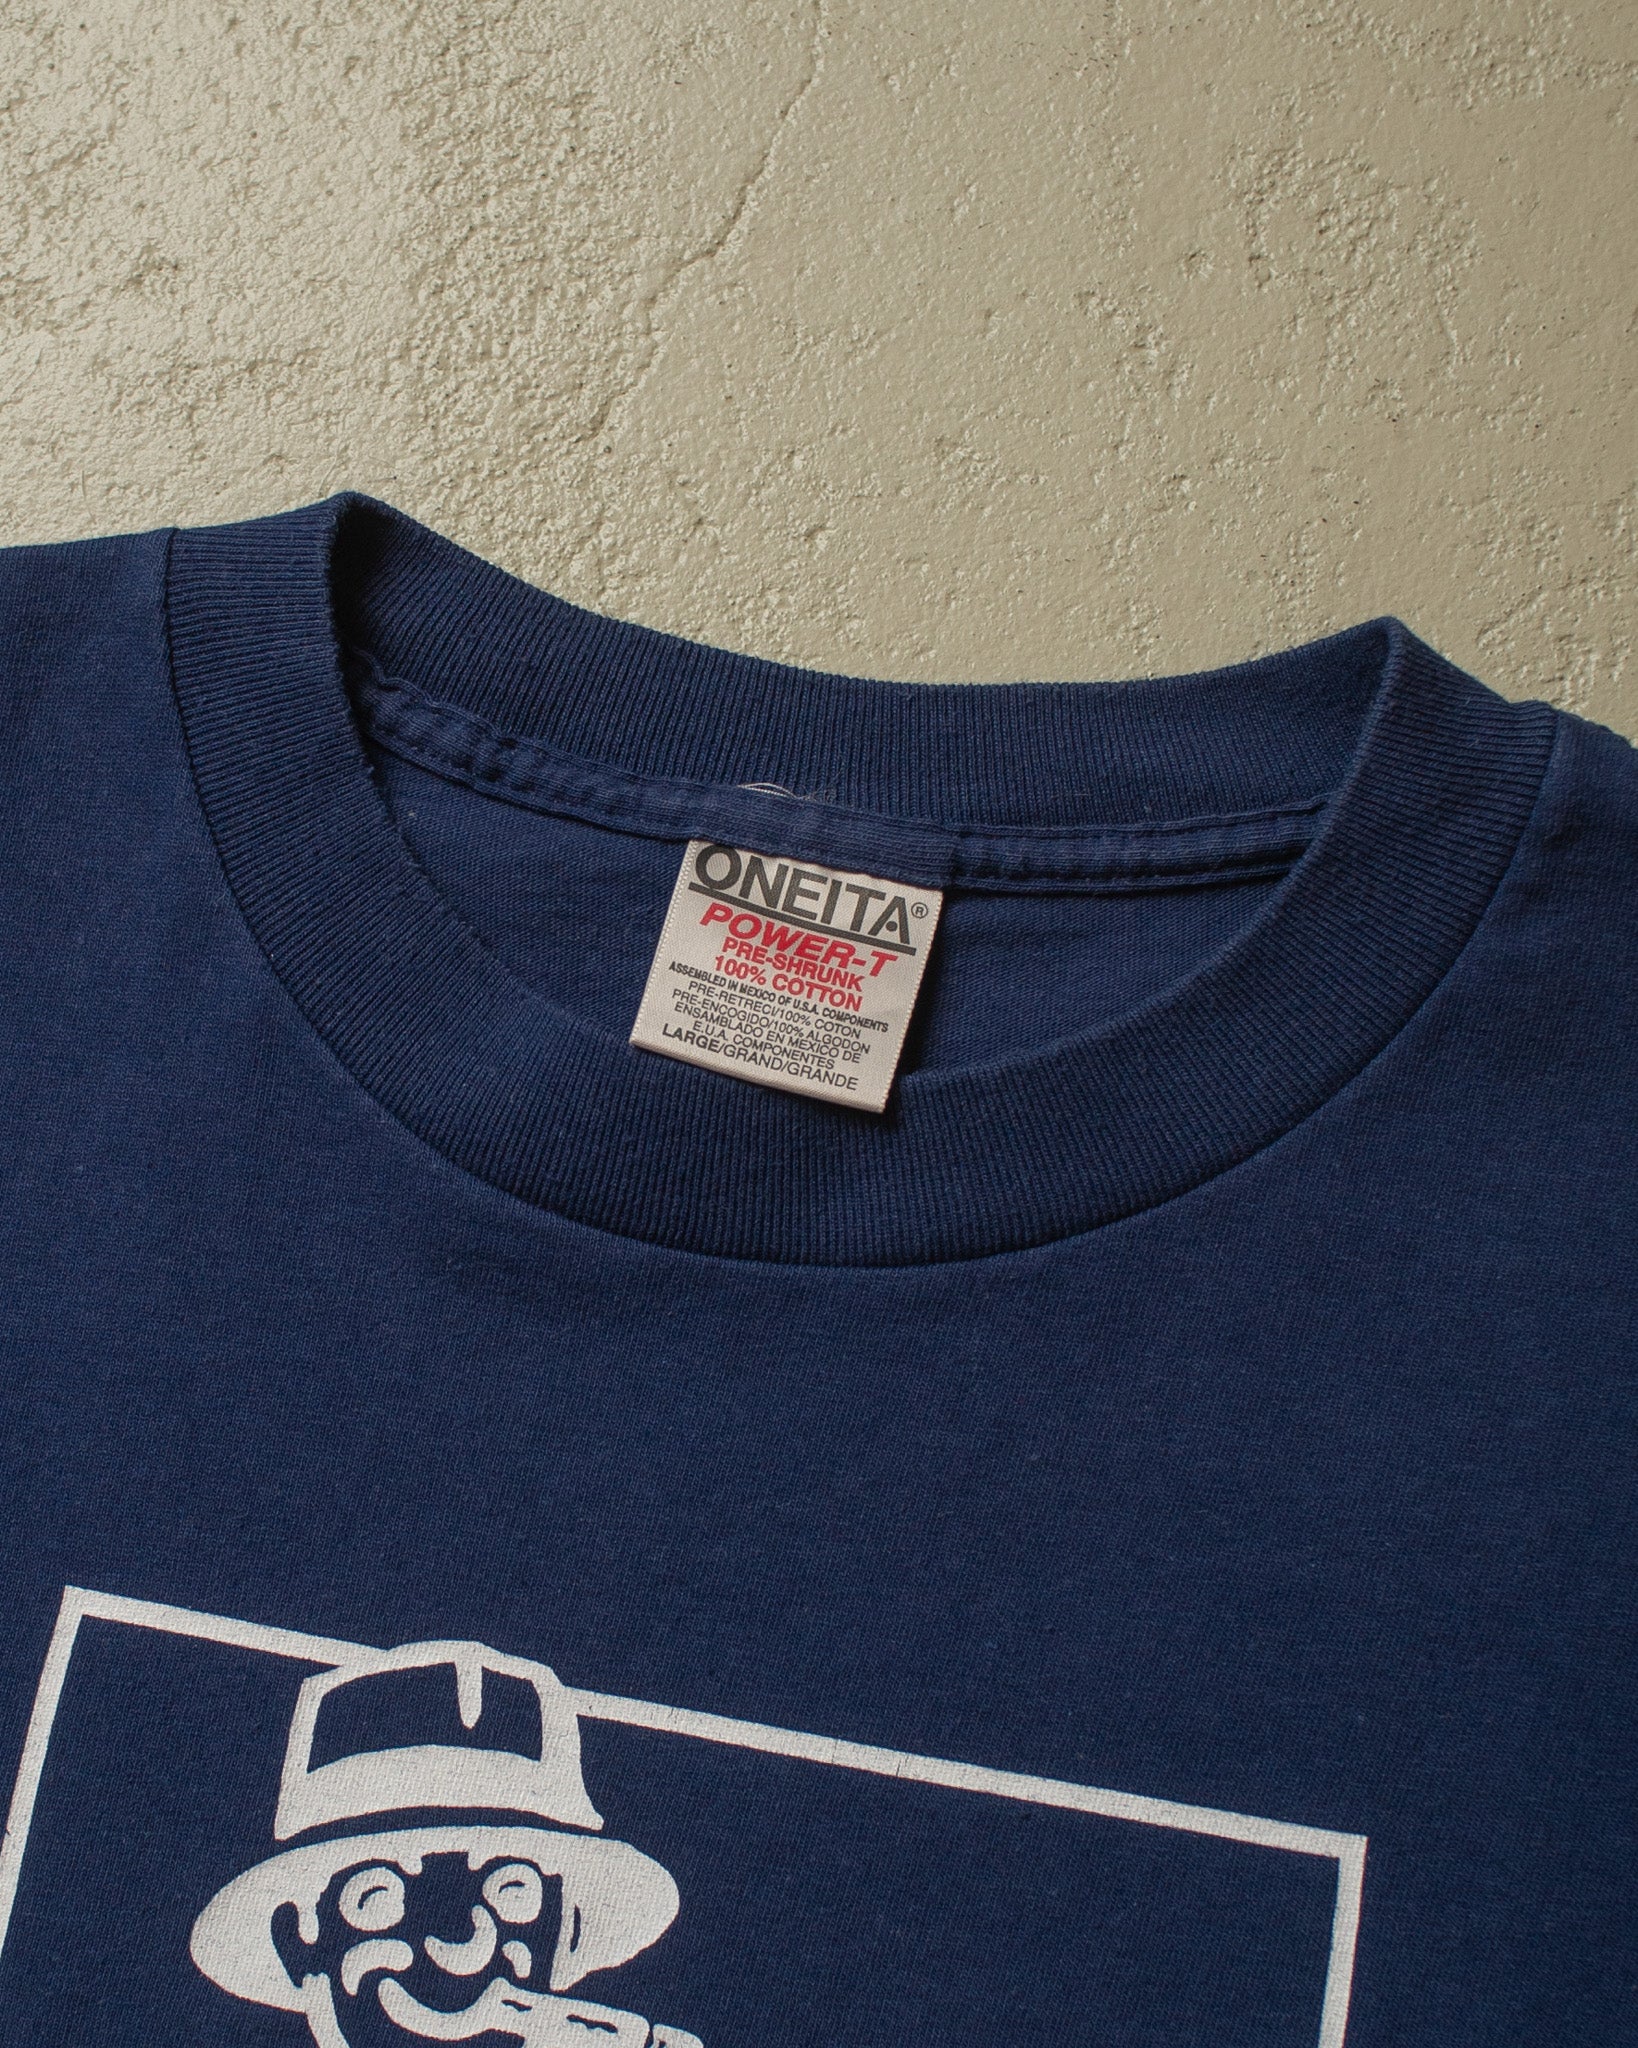 ONEITA®
POWER-T
PRE-SHRUNK
100% COTTON
ASSEMBLED IN MEXICO OF U.S.A. COMPONENTS
PRE-RETRECI/100% COTON
PRE-ENCOGIDO/100% ALGODON
ENSAMBLADO EN MEXICO DE
E.U.A. COMPONENTES
LARGE/GRAND/GRANDE